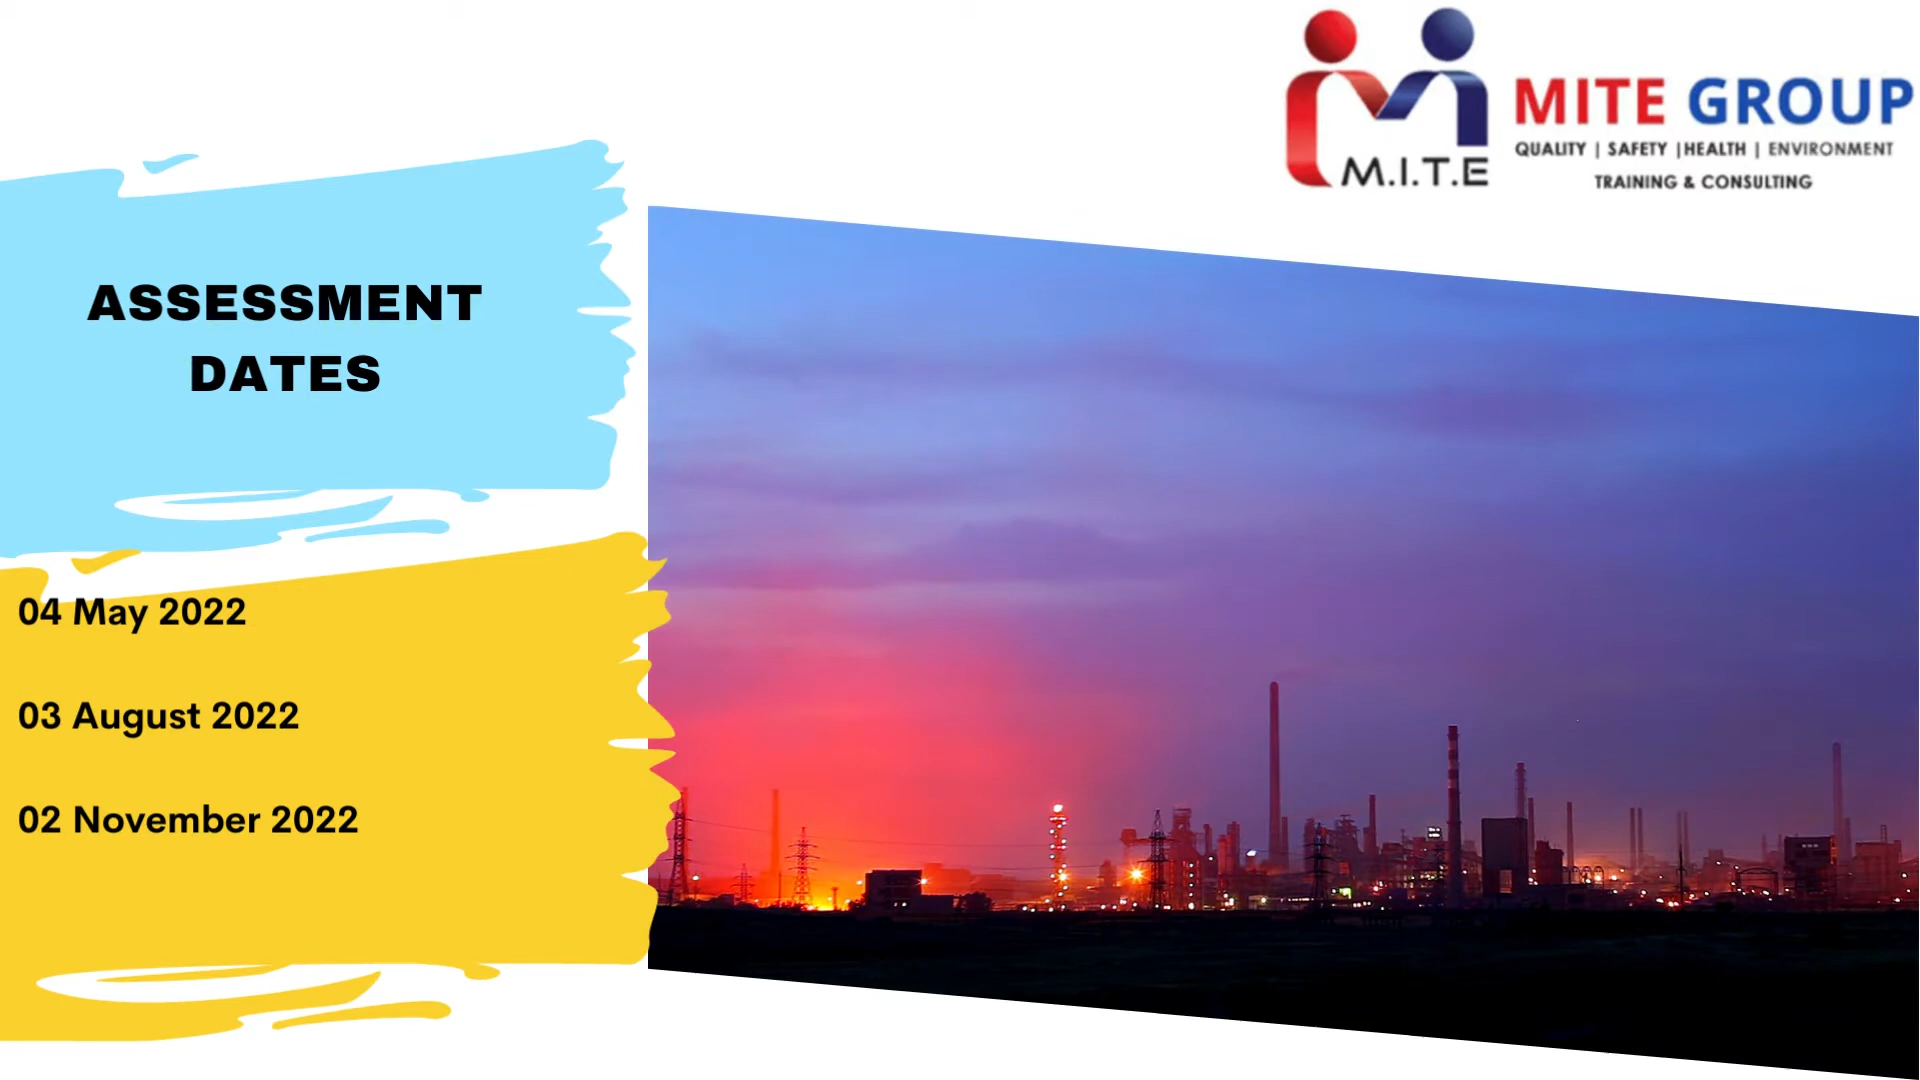 M.I.T.E
MITE GROUP
QUALITY | SAFETY |HEALTH | ENVIRONMENT
TRAINING & CONSULTING
ASSESSMENT
DATES
04 May 2022
03 August 2022
02 November 2022